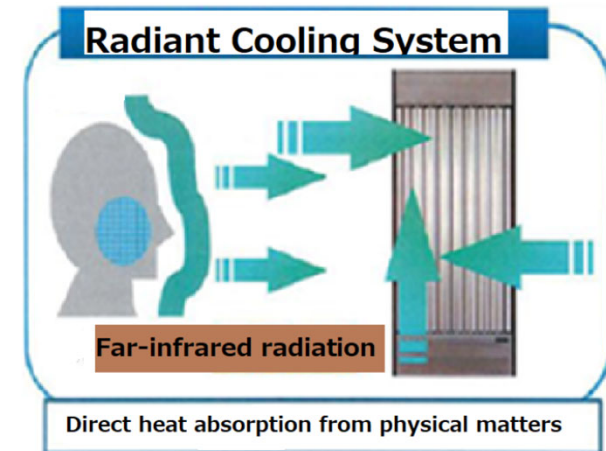 Radiant Cooling System
Far-infrared radiation
Direct heat absorption from physical matters